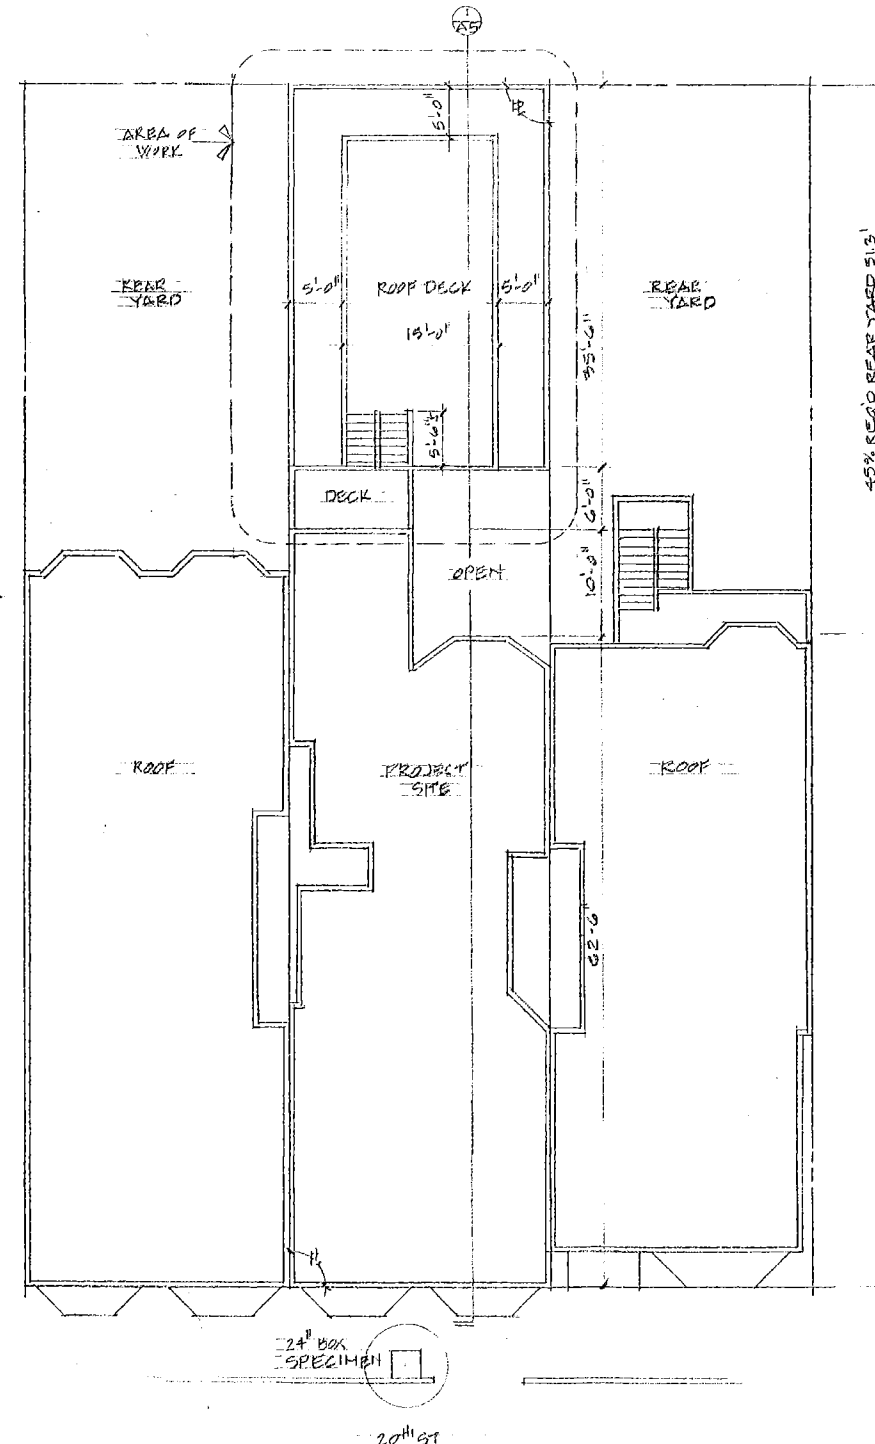 1
A5
AREA OF
WORK
5'-0"
REAR
YARD
5'-0"
ROOF DECK
5'-0"
15'-0"
REAR
YARD
35'-6"
45% REQ'D REAR YARD 51.3'
5'-6"
DECK
6'-0"
OPEN
10'-0"
ROOF
PROJECT
SITE
ROOF
62'-6"
24" BOX
SPECIMEN
20TH ST